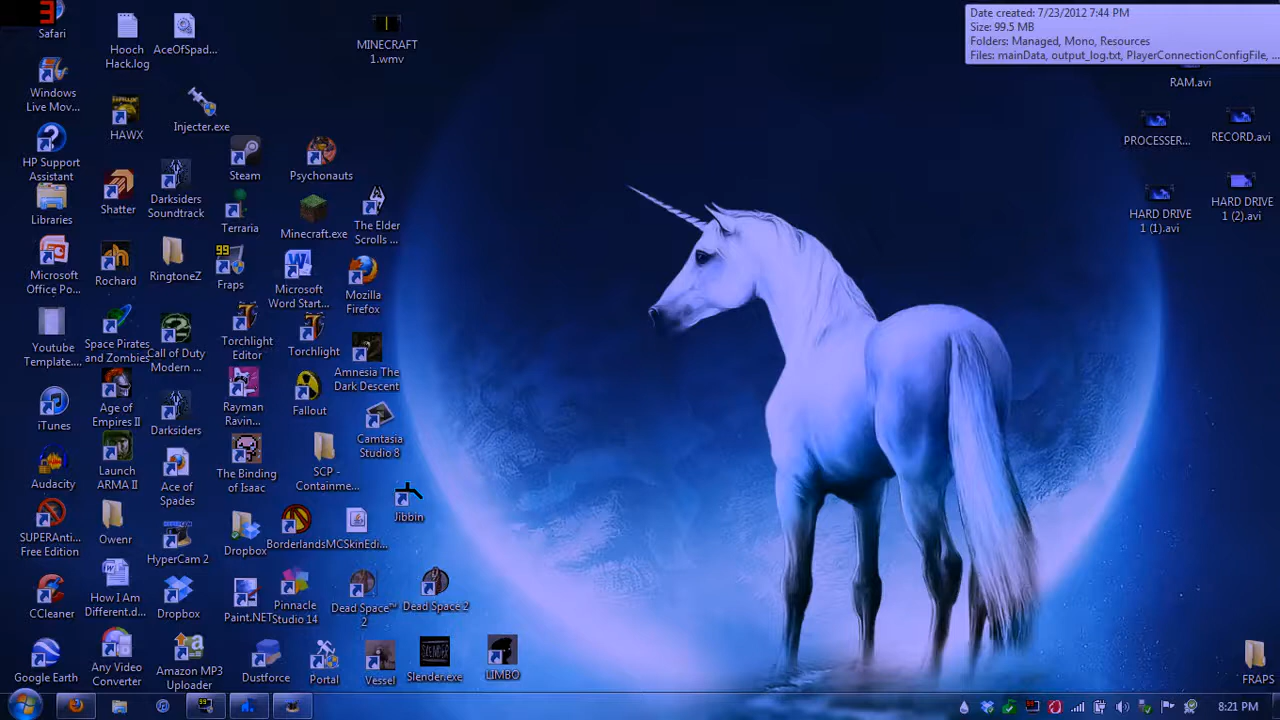 3
Safari
Hooch
Hack.log
AceOfSpad...
MINECRAFT
1.wmv
Date created: 7/23/2012 7:44 PM
Size: 99.5 MB
Folders: Managed, Mono, Resources
Files: mainData, output_log.txt, PlayerConnectionConfigFile, ...
RAM.avi
Windows
Live Mov...
HAWX
Injecter.exe
PROCESSER...
RECORD.avi
HP Support
Assistant
Steam
Psychonauts
Libraries
Shatter
Darksiders
Soundtrack
Terraria
Minecraft.exe
The Elder
Scrolls ...
HARD DRIVE
1 (1).avi
HARD DRIVE
1 (2).avi
Microsoft
Office Po...
Rochard
RingtoneZ
99
Fraps
Microsoft
Word Start...
Mozilla
Firefox
Youtube
Template....
Space Pirates
and Zombies
Call of Duty
Modern ...
Torchlight
Editor
Torchlight
Amnesia The
Dark Descent
iTunes
Age of
Empires II
Darksiders
Rayman
Ravin...
Fallout
Camtasia
Studio 8
Audacity
Launch
ARMA II
Ace of
Spades
The Binding
of Isaac
SCP -
Containme...
Jibbin
SUPERAnti...
Free Edition
Owenr
HyperCam 2
Dropbox
Borderlands
MCSkinEdi...
CCleaner
How I Am
Different.d...
Dropbox
Paint.NET
Pinnacle
Studio 14
Dead Space™
2
Dead Space 2
Google Earth
Any Video
Converter
Amazon MP3
Uploader
Dustforce
Portal
Vessel
SLENDER
Slender.exe
LIMBO
FRAPS
99
99
8:21 PM